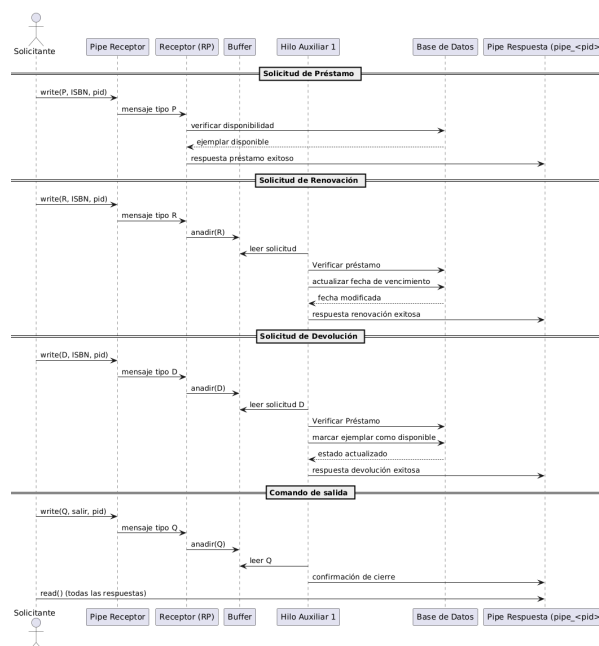 Solicitante
Pipe Receptor
Receptor (RP)
Buffer
Hilo Auxiliar 1
Base de Datos
Pipe Respuesta (pipe_<pid>
Solicitud de Préstamo
write(P, ISBN, pid)
mensaje tipo P
verificar disponibilidad
ejemplar disponible
respuesta préstamo exitoso
Solicitud de Renovación
write(R, ISBN, pid)
mensaje tipo R
anadir(R)
leer solicitud
Verificar préstamo
actualizar fecha de vencimiento
fecha modificada
respuesta renovación exitosa
Solicitud de Devolución
write(D, ISBN, pid)
mensaje tipo D
anadir(D)
leer solicitud D
Verificar Préstamo
marcar ejemplar como disponible
estado actualizado
respuesta devolución exitosa
Comando de salida
write(Q, salir, pid)
mensaje tipo Q
anadir(Q)
leer Q
confirmación de cierre
read() (todas las respuestas)
Solicitante
Pipe Receptor
Receptor (RP)
Buffer
Hilo Auxiliar 1
Base de Datos
Pipe Respuesta (pipe_<pid>